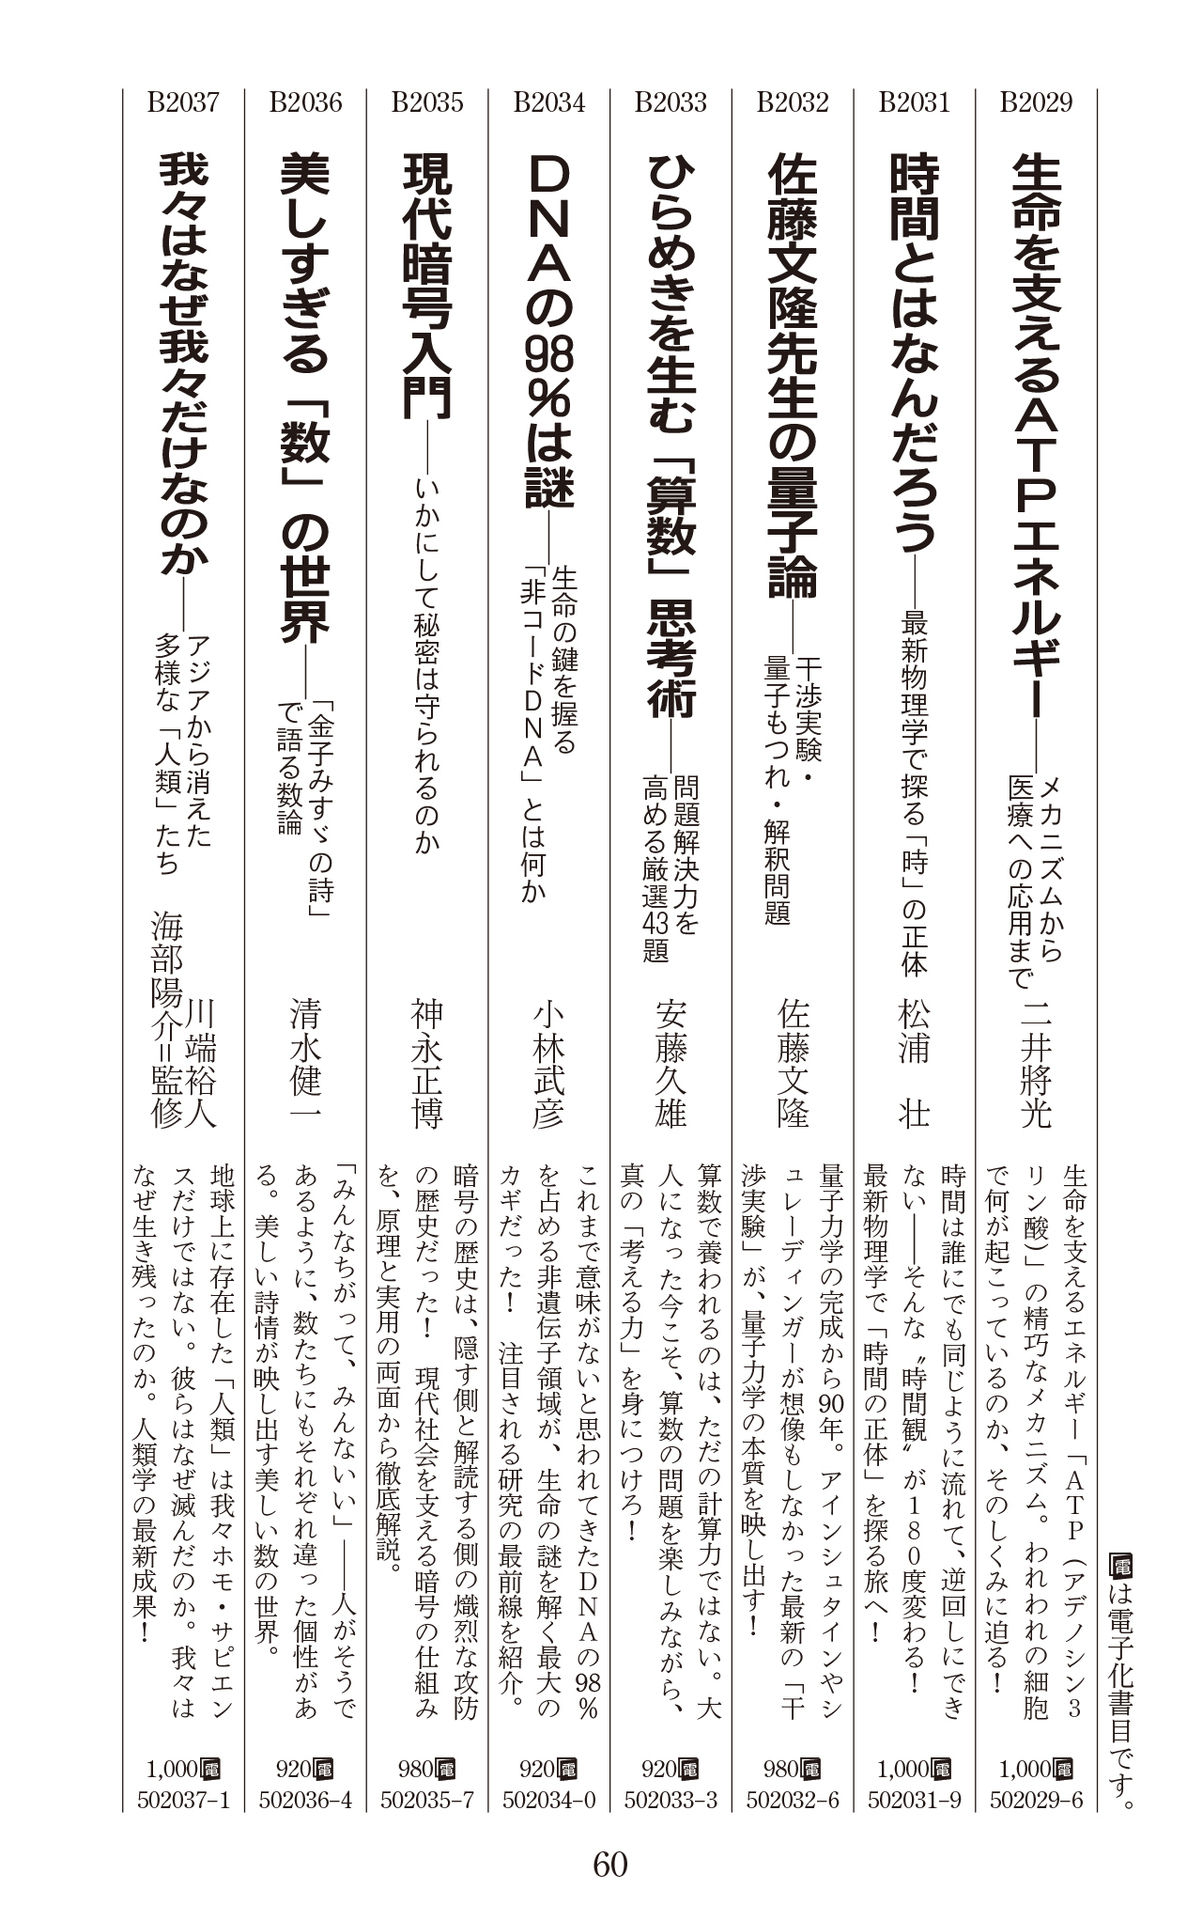 電は電子化書目です。
B2029
生命を支えるＡＴＰエネルギー――
メカニズムから
医療への応用まで
二井將光
生命を支えるエネルギー「ＡＴＰ（アデノシン３
リン酸）」の精巧なメカニズム。われわれの細胞
で何が起こっているのか、そのしくみに迫る！
1,000電
502029-6
B2031
時間とはなんだろう――
最新物理学で探る「時」の正体
松浦　壮
時間は誰にでも同じように流れて、逆回しにでき
ない――そんな〝時間観〟が１８０度変わる！
最新物理学で「時間の正体」を探る旅へ！
1,000電
502031-9
B2032
佐藤文隆先生の量子論――
干渉実験・
量子もつれ・解釈問題
佐藤文隆
量子力学の完成から90年。アインシュタインやシ
ュレーディンガーが想像もしなかった最新の「干
渉実験」が、量子力学の本質を映し出す！
980電
502032-6
B2033
ひらめきを生む「算数」思考術――
問題解決力を
高める厳選43題
安藤久雄
算数で養われるのは、ただの計算力ではない。大
人になった今こそ、算数の問題を楽しみながら、
真の「考える力」を身につけろ！
920電
502033-3
B2034
ＤＮＡの98％は謎――
生命の鍵を握る
「非コードＤＮＡ」とは何か
小林武彦
これまで意味がないと思われてきたＤＮＡの98％
を占める非遺伝子領域が、生命の謎を解く最大の
カギだった！　注目される研究の最前線を紹介。
920電
502034-0
B2035
現代暗号入門――
いかにして秘密は守られるのか
神永正博
暗号の歴史は、隠す側と解読する側の熾烈な攻防
の歴史だった！　現代社会を支える暗号の仕組み
を、原理と実用の両面から徹底解説。
980電
502035-7
B2036
美しすぎる「数」の世界――
「金子みすゞの詩」
で語る数論
清水健一
「みんなちがって、みんないい」――人がそうで
あるように、数たちにもそれぞれ違った個性があ
る。美しい詩情が映し出す美しい数の世界。
920電
502036-4
B2037
我々はなぜ我々だけなのか――
アジアから消えた
多様な「人類」たち
川端裕人
海部陽介＝監修
地球上に存在した「人類」は我々ホモ・サピエン
スだけではない。彼らはなぜ滅んだのか。我々は
なぜ生き残ったのか。人類学の最新成果！
1,000電
502037-1
60